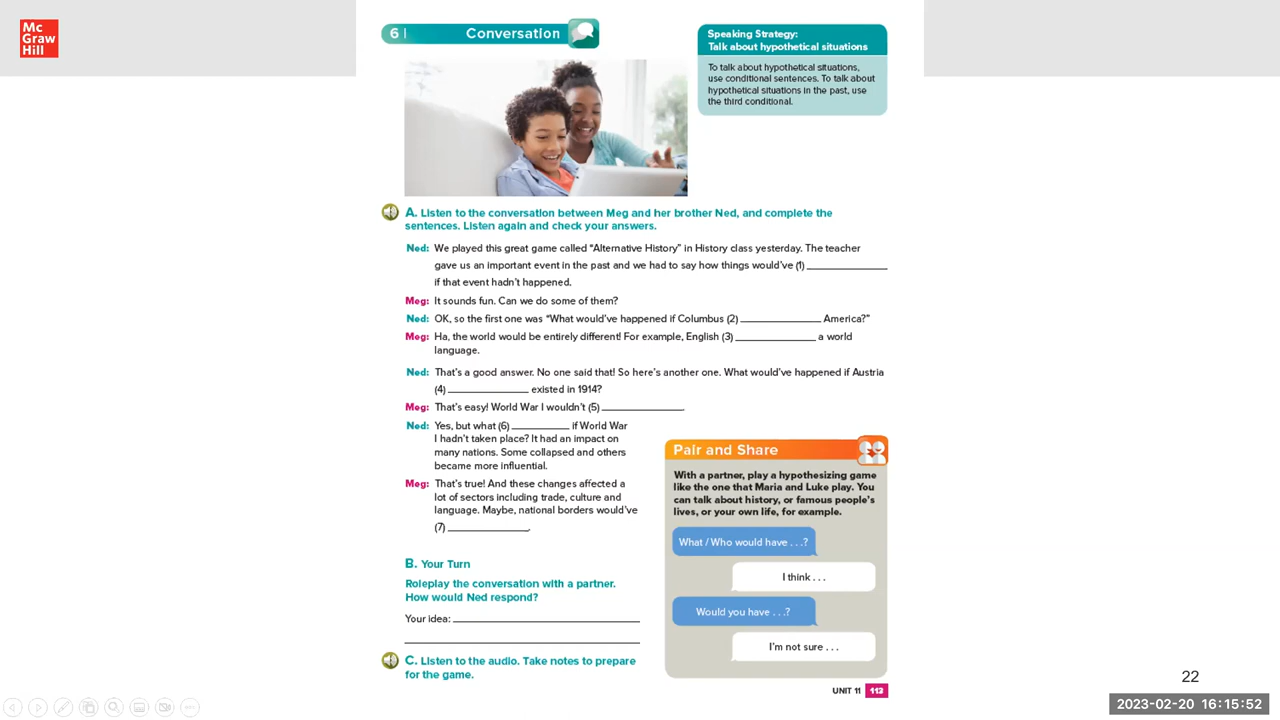 Mc
Graw
Hill
6 | Conversation
Speaking Strategy:
Talk about hypothetical situations
To talk about hypothetical situations,
use conditional sentences. To talk about
hypothetical situations in the past, use
the third conditional.
A. Listen to the conversation between Meg and her brother Ned, and complete the
sentences. Listen again and check your answers.
Ned: We played this great game called "Alternative History" in History class yesterday. The teacher
gave us an important event in the past and we had to say how things would've (1) ______________
if that event hadn't happened.
Meg: It sounds fun. Can we do some of them?
Ned: OK, so the first one was "What would've happened if Columbus (2) ______________ America?"
Meg: Ha, the world would be entirely different! For example, English (3) ______________ a world
language.
Ned: That's a good answer. No one said that! So here's another one. What would've happened if Austria
(4) ______________ existed in 1914?
Meg: That's easy! World War I wouldn't (5) ______________.
Ned: Yes, but what (6) __________ if World War
I hadn't taken place? It had an impact on
many nations. Some collapsed and others
became more influential.
Meg: That's true! And these changes affected a
lot of sectors including trade, culture and
language. Maybe, national borders would've
(7) ______________.
B. Your Turn
Roleplay the conversation with a partner.
How would Ned respond?
Your idea: ______________
C. Listen to the audio. Take notes to prepare
for the game.
Pair and Share
With a partner, play a hypothesizing game
like the one that Maria and Luke play. You
can talk about history, or famous people's
lives, or your own life, for example.
What / Who would have . . .?
I think . . .
Would you have . . .?
I'm not sure . . .
UNIT 11 113
22
2023-02-20 16:15:52